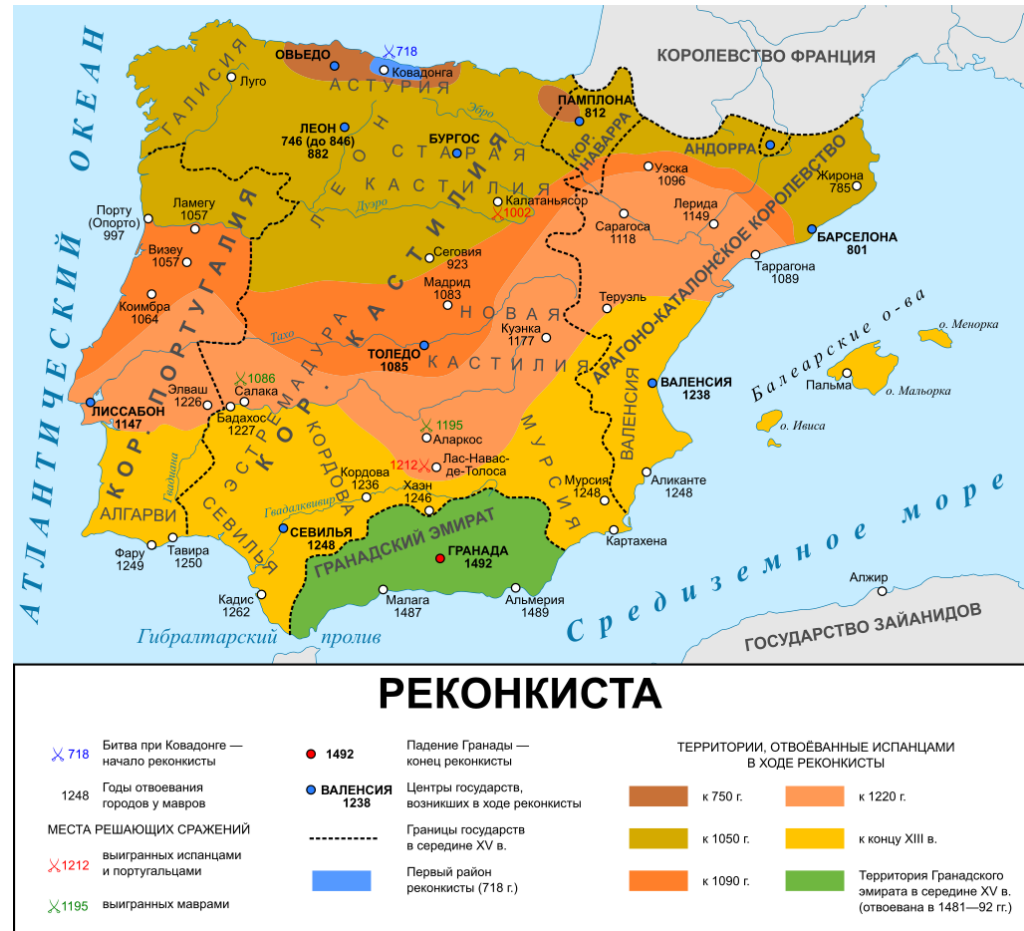 АТЛАНТИЧЕСКИЙ ОКЕАН
КОРОЛЕВСТВО ФРАНЦИЯ
ГАЛИСИЯ
Луго
ОВЬЕДО
718
Ковадонга
АСТУРИЯ
Эбро
ПАМПЛОНА
812
КОР.
НАВАРРА
АНДОРРА
ЛЕОН
746 (до 846)
882
ЛЕОН
БУРГОС
СТАРАЯ
КАСТИЛИЯ
Дуэро
Калатаньясор
1002
Уэска
1096
Жирона
785
Лерида
1149
Сарагоса
1118
БАРСЕЛОНА
801
Таррагона
1089
АРАГОНО-КАТАЛОНСКОЕ КОРОЛЕВСТВО
Порту
(Опорто)
997
Ламегу
1057
Визеу
1057
Коимбра
1064
КОР. ПОРТУГАЛИЯ
Сеговия
923
Мадрид
1083
КОР. КАСТИЛИЯ
НОВАЯ
КАСТИЛИЯ
Теруэль
Куэнка
1177
Тахо
ТОЛЕДО
1085
ЭСТРЕМАДУРА
Балеарские о-ва
о. Менорка
Пальма
о. Мальорка
о. Ивиса
ВАЛЕНСИЯ
1238
ВАЛЕНСИЯ
1086
Салака
Элваш
1226
Бадахос
1227
ЛИССАБОН
1147
1195
Аларкос
1212
Лас-Навас-
де-Толоса
КОРДОВА
Кордова
1236
Хаэн
1246
МУРСИЯ
Мурсия
1248
Аликанте
1248
Картахена
Гвадиана
АЛГАРВИ
СЕВИЛЬЯ
Гвадалквивир
СЕВИЛЬЯ
1248
ГРАНАДСКИЙ ЭМИРАТ
ГРАНАДА
1492
Фару
1249
Тавира
1250
Кадис
1262
Малага
1487
Альмерия
1489
Средиземное море
Алжир
ГОСУДАРСТВО ЗАЙАНИДОВ
Гибралтарский пролив
РЕКОНКИСТА
718
Битва при Ковадонге —
начало реконкисты
1248
Годы отвоевания
городов у мавров
МЕСТА РЕШАЮЩИХ СРАЖЕНИЙ
1212
выигранных испанцами
и португальцами
1195
выигранных маврами
1492
Падение Гранады —
конец реконкисты
ВАЛЕНСИЯ
1238
Центры государств,
возникших в ходе реконкисты
Границы государств
в середине XV в.
Первый район
реконкисты (718 г.)
ТЕРРИТОРИИ, ОТВОЁВАННЫЕ ИСПАНЦАМИ
В ХОДЕ РЕКОНКИСТЫ
к 750 г.
к 1050 г.
к 1090 г.
к 1220 г.
к концу XIII в.
Территория Гранадского
эмирата в середине XV в.
(отвоевана в 1481—92 гг.)